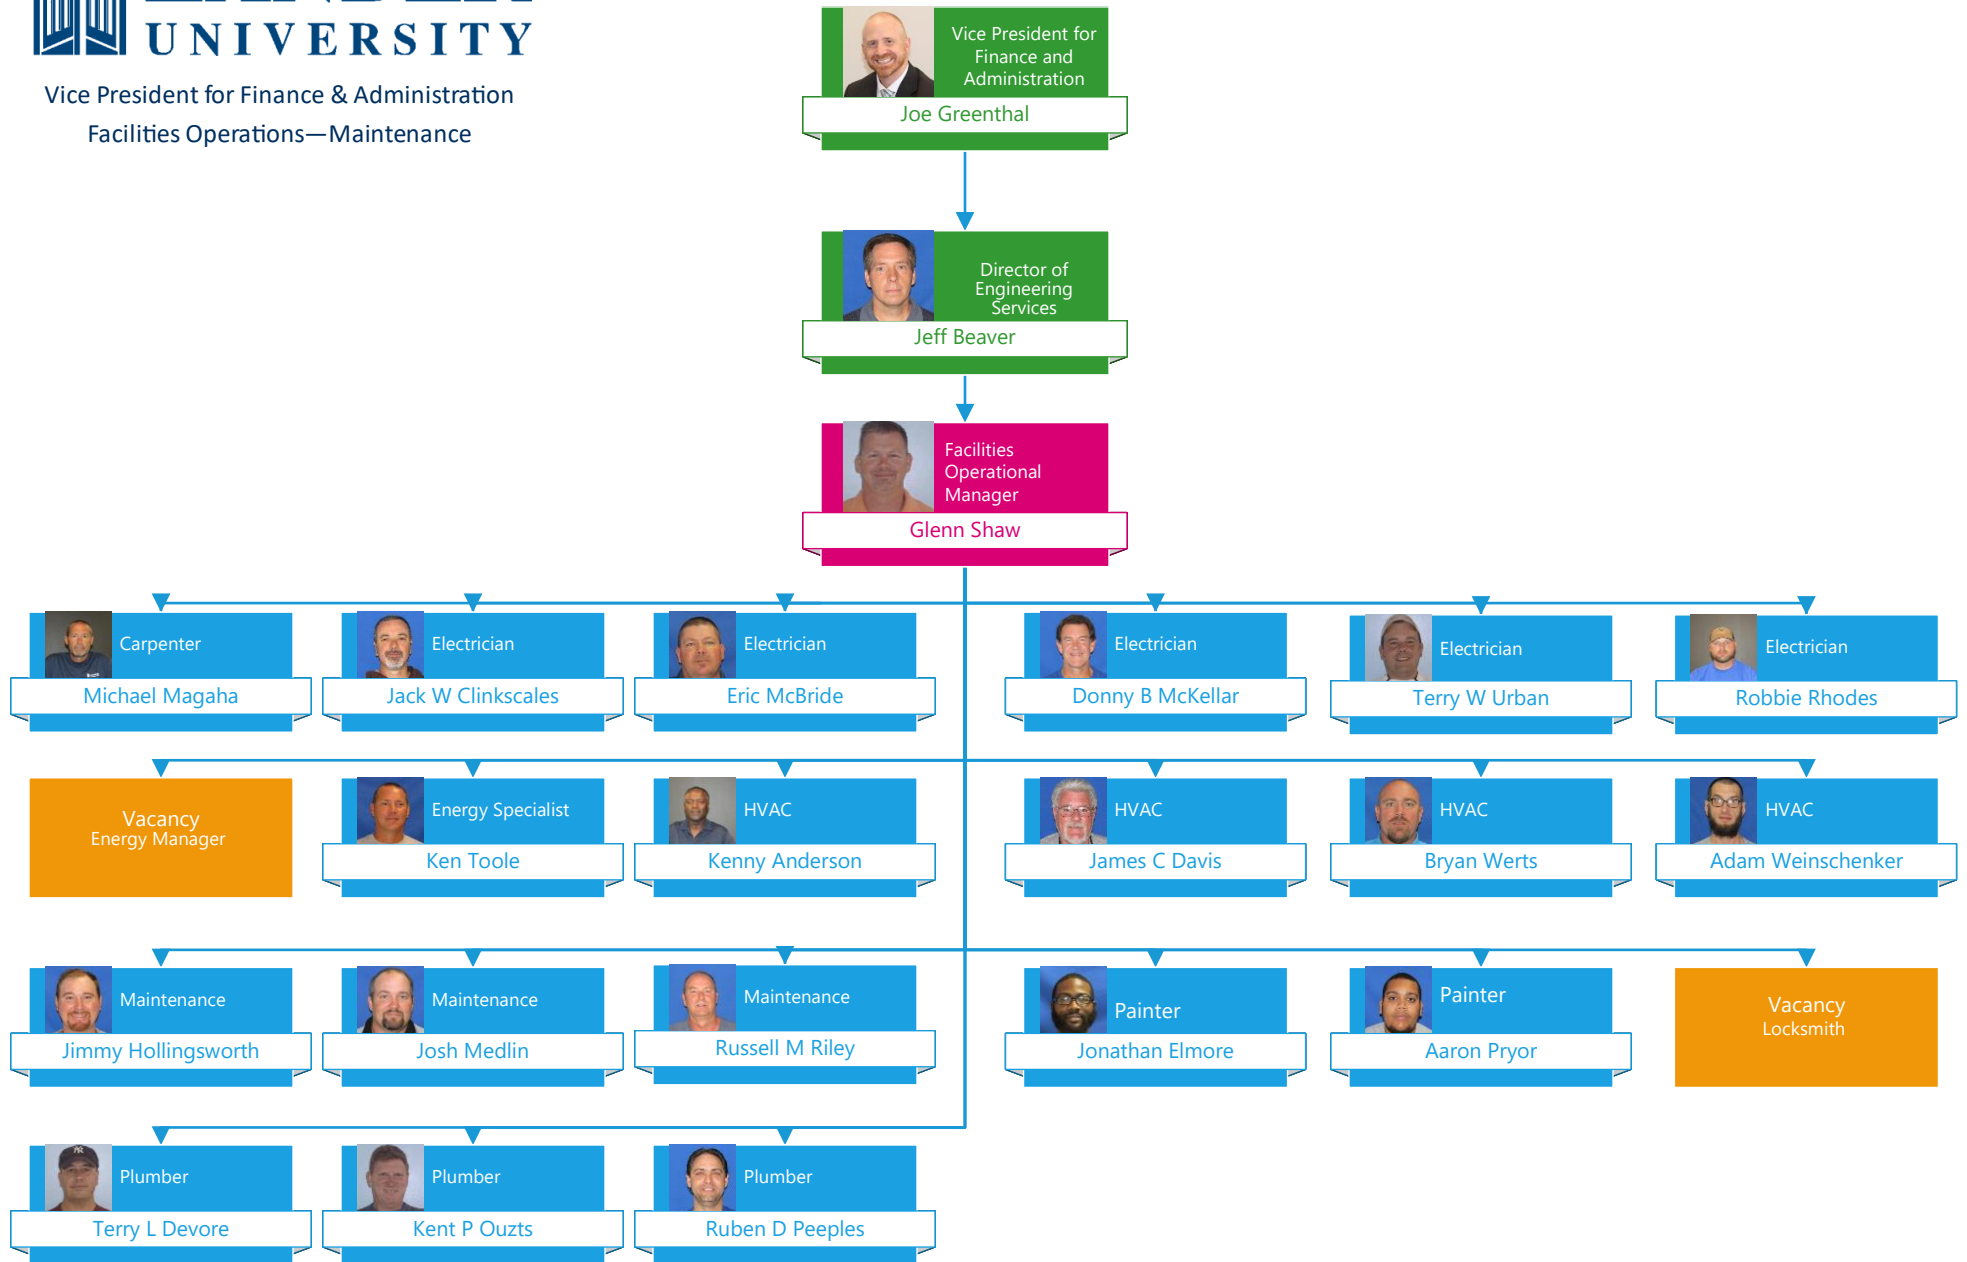 UNIVERSITY
Vice President for Finance & Administration
Facilities Operations—Maintenance
Vice President for
Finance and
Administration
Joe Greenthal
Director of
Engineering
Services
Jeff Beaver
Facilities
Operational
Manager
Glenn Shaw
Carpenter
Michael Magaha
Electrician
Jack W Clinkscales
Electrician
Eric McBride
Electrician
Donny B McKellar
Electrician
Terry W Urban
Electrician
Robbie Rhodes
Vacancy
Energy Manager
Energy Specialist
Ken Toole
HVAC
Kenny Anderson
HVAC
James C Davis
HVAC
Bryan Werts
HVAC
Adam Weinschenker
Maintenance
Jimmy Hollingsworth
Maintenance
Josh Medlin
Maintenance
Russell M Riley
Painter
Jonathan Elmore
Painter
Aaron Pryor
Vacancy
Locksmith
Plumber
Terry L Devore
Plumber
Kent P Ouzts
Plumber
Ruben D Peeples